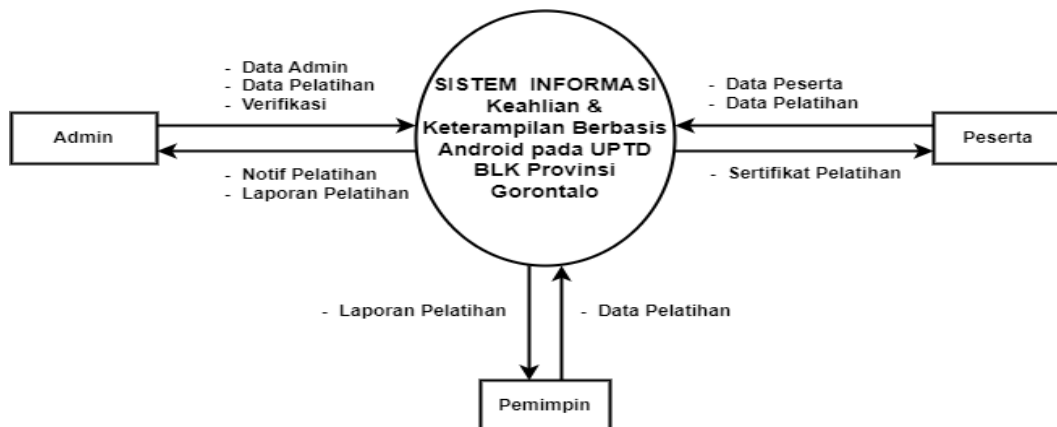 - Data Admin
- Data Pelatihan
- Verifikasi
Admin
- Notif Pelatihan
- Laporan Pelatihan
SISTEM INFORMASI
Keahlian &
Keterampilan Berbasis
Android pada UPTD
BLK Provinsi
Gorontalo
- Data Peserta
- Data Pelatihan
Peserta
- Sertifikat Pelatihan
- Laporan Pelatihan
- Data Pelatihan
Pemimpin